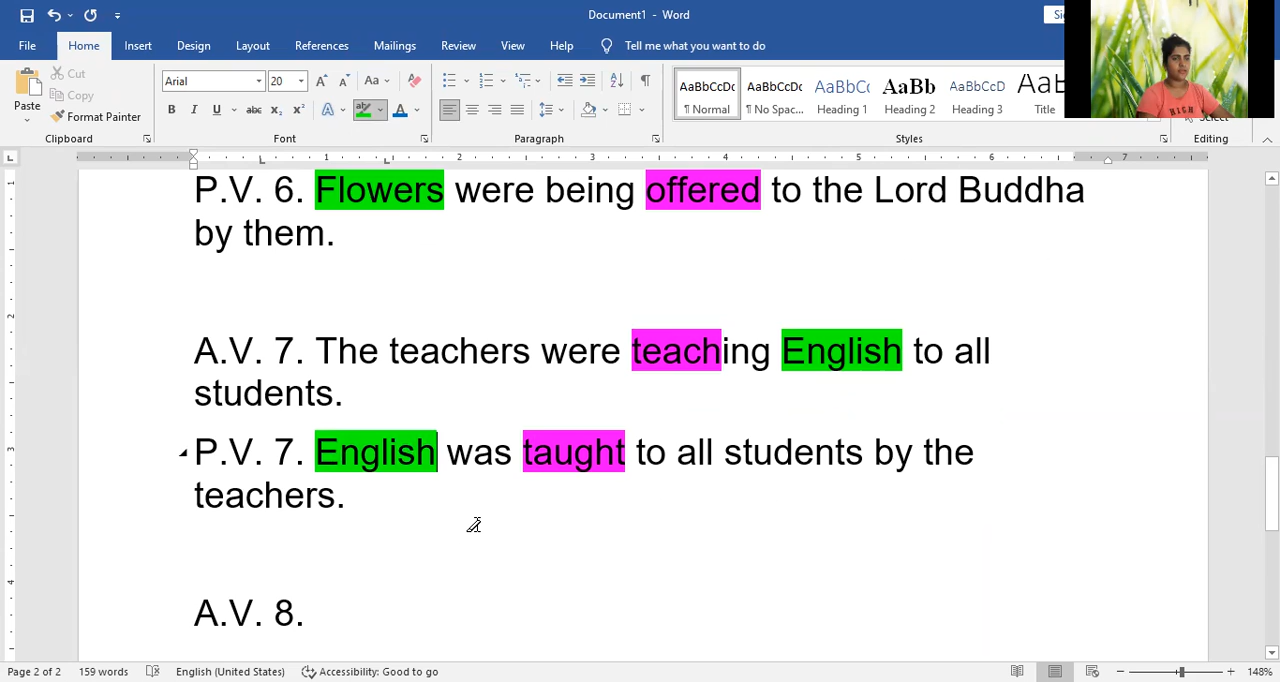 Document1 - Word
File Home Insert Design Layout References Mailings Review View Help Tell me what you want to do
Paste
Cut
Copy
Format Painter
Clipboard
Arial 20
Font
Paragraph
AaBbCcDc AaBbCcDc AaBbCc AaBb AaBbCcD
¶ Normal ¶ No Spac... Heading 1 Heading 2 Heading 3 Title
Styles
Select
Editing
HIGH
P.V. 6. Flowers were being offered to the Lord Buddha
by them.
A.V. 7. The teachers were teaching English to all
students.
P.V. 7. English was taught to all students by the
teachers.
A.V. 8.
Page 2 of 2 159 words English (United States) Accessibility: Good to go 148%